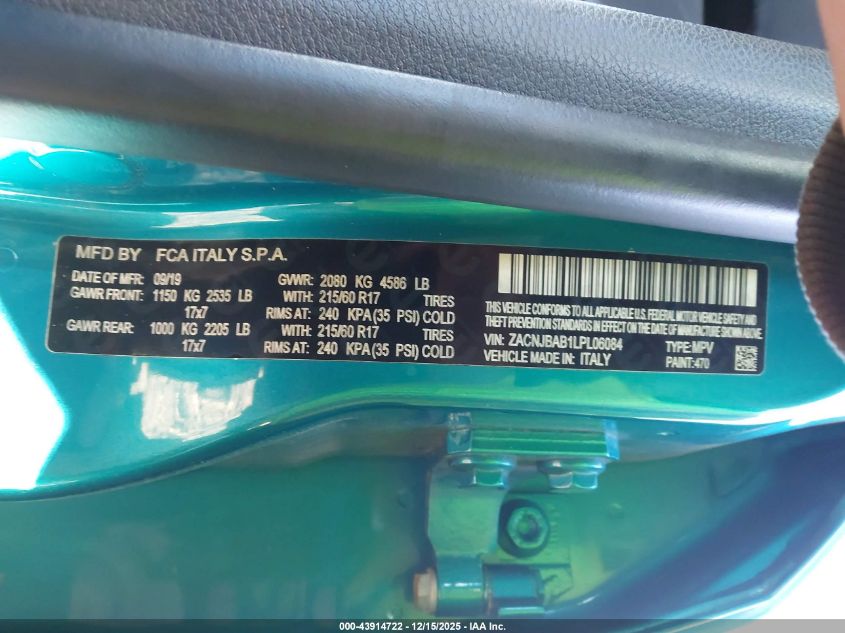 MFD BY FCA ITALY S.P.A.
DATE OF MFR: 09/19 GVWR: 2080 KG 4586 LB
GAWR FRONT: 1150 KG 2535 LB WITH: 215/60 R17 TIRES
17x7 RIMS AT: 240 KPA (35 PSI) COLD
GAWR REAR: 1000 KG 2205 LB WITH: 215/60 R17 TIRES
17x7 RIMS AT: 240 KPA (35 PSI) COLD
THIS VEHICLE CONFORMS TO ALL APPLICABLE U.S. FEDERAL MOTOR VEHICLE SAFETY AND
THEFT PREVENTION STANDARD IN EFFECT ON THE DATE OF MANUFACTURE SHOWN ABOVE.
VIN: ZACNJBAB1LPL06084 TYPE: MPV
VEHICLE MADE IN: ITALY PAINT: 470
000-43914722 - 12/15/2025 - IAA Inc.